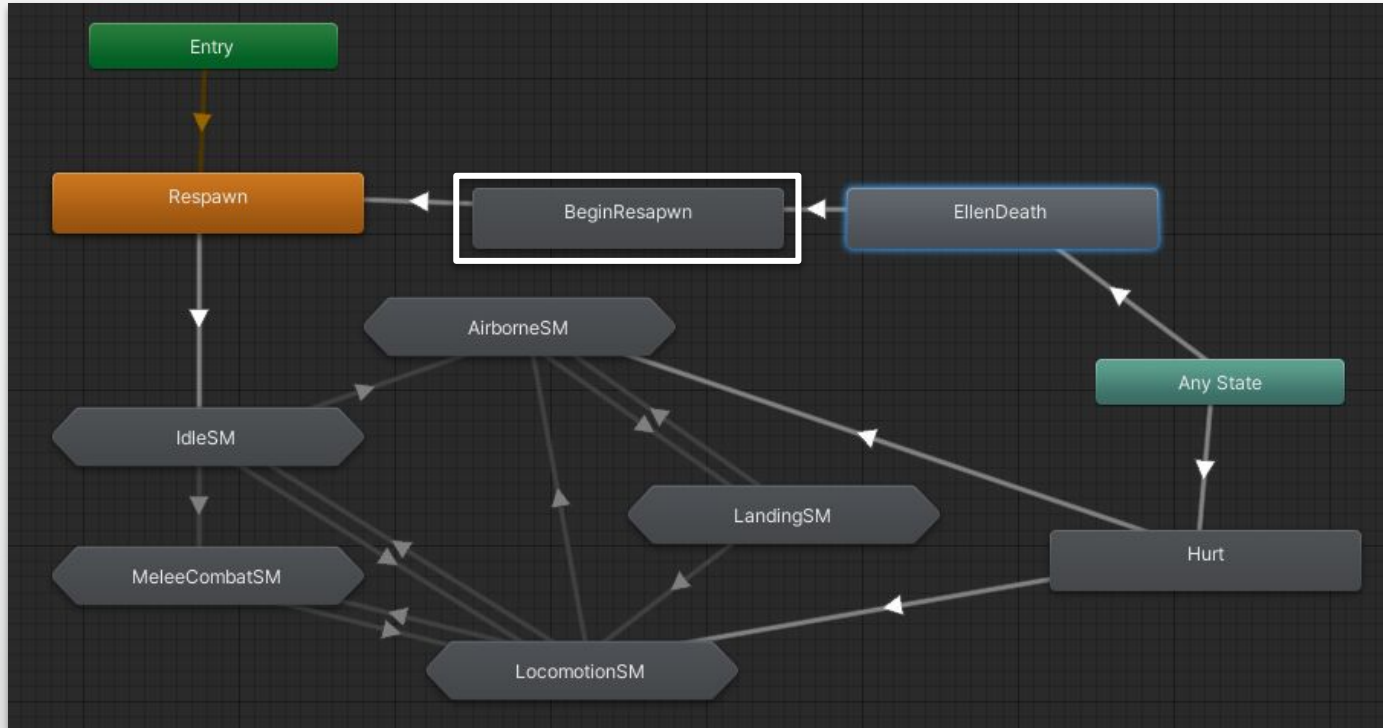 Entry
Respawn
BeginResapwn
EllenDeath
AirborneSM
Any State
IdleSM
LandingSM
Hurt
MeleeCombatSM
LocomotionSM